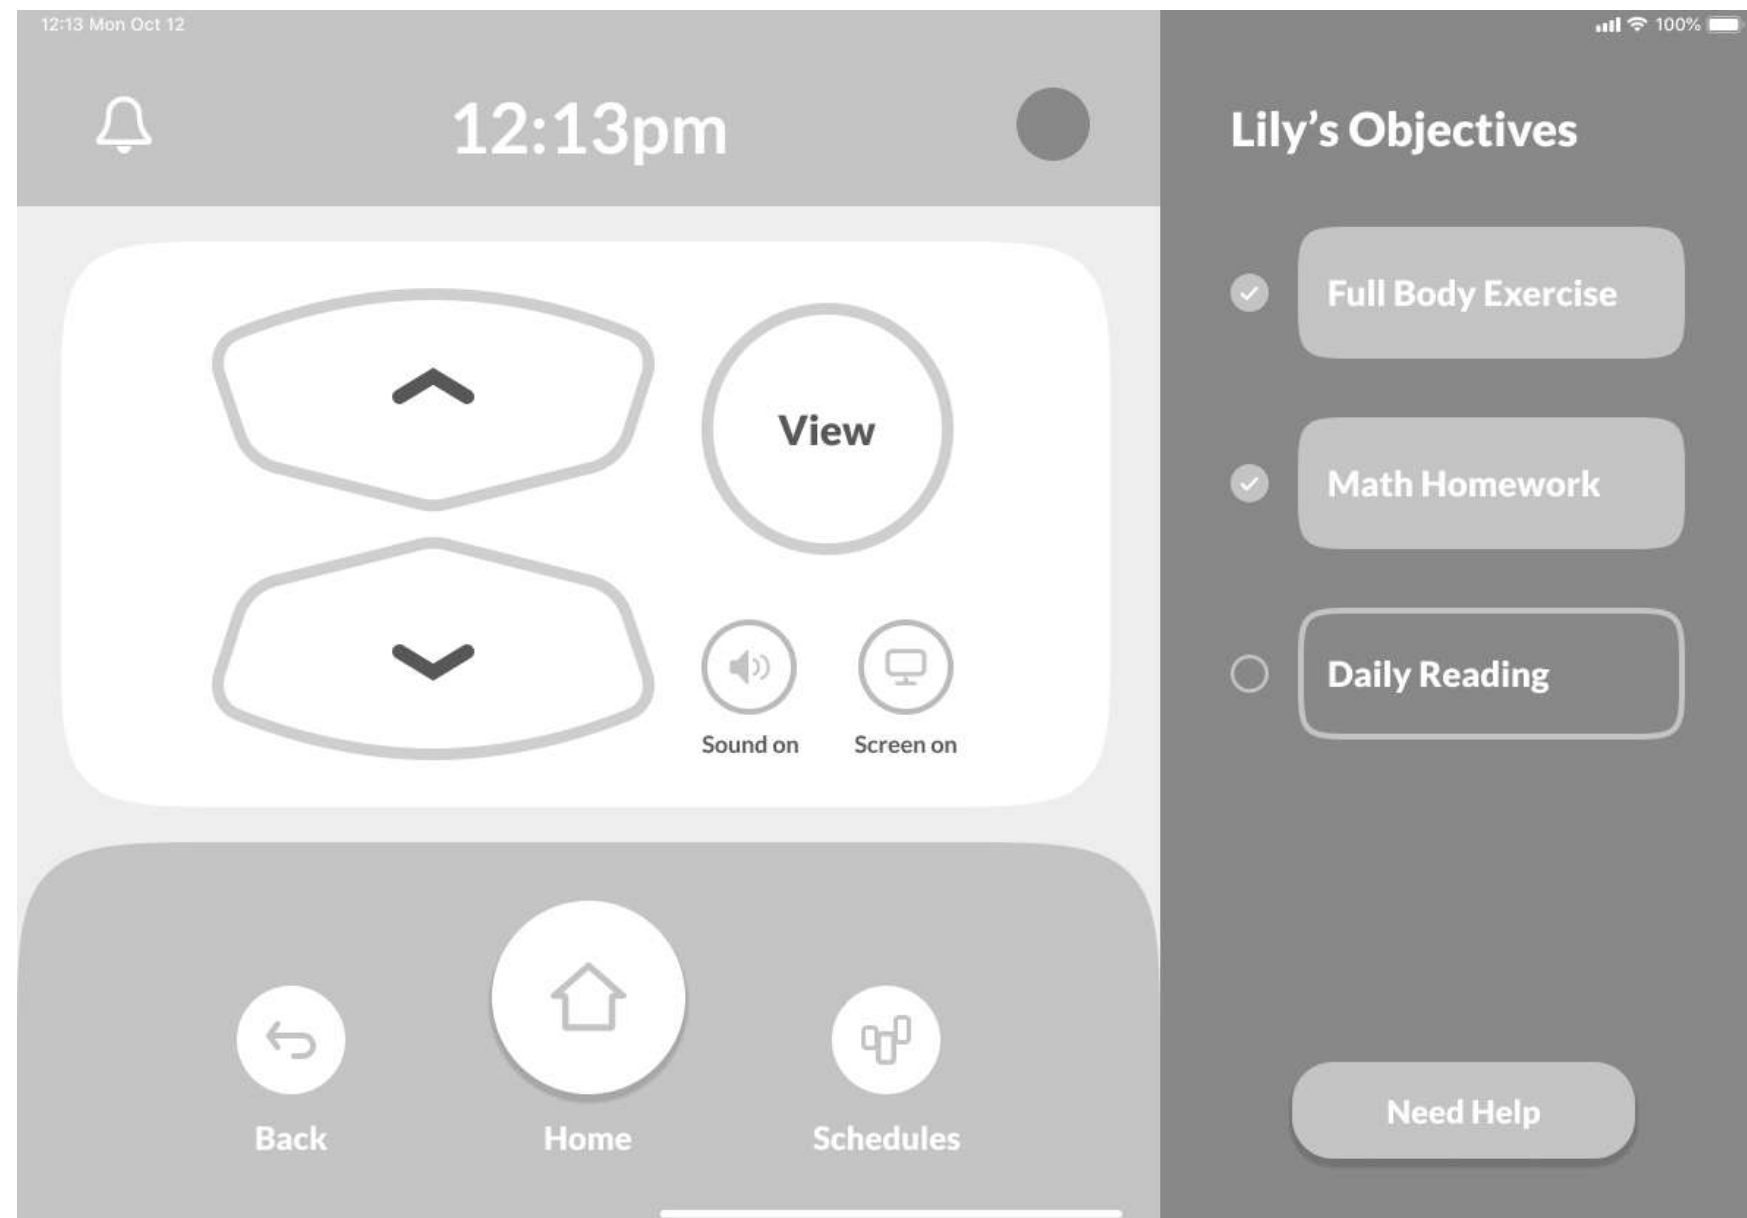 12:13 Mon Oct 12
100%
12:13pm
Lily's Objectives
Full Body Exercise
View
Math Homework
Daily Reading
Sound on
Screen on
Need Help
Back
Home
Schedules